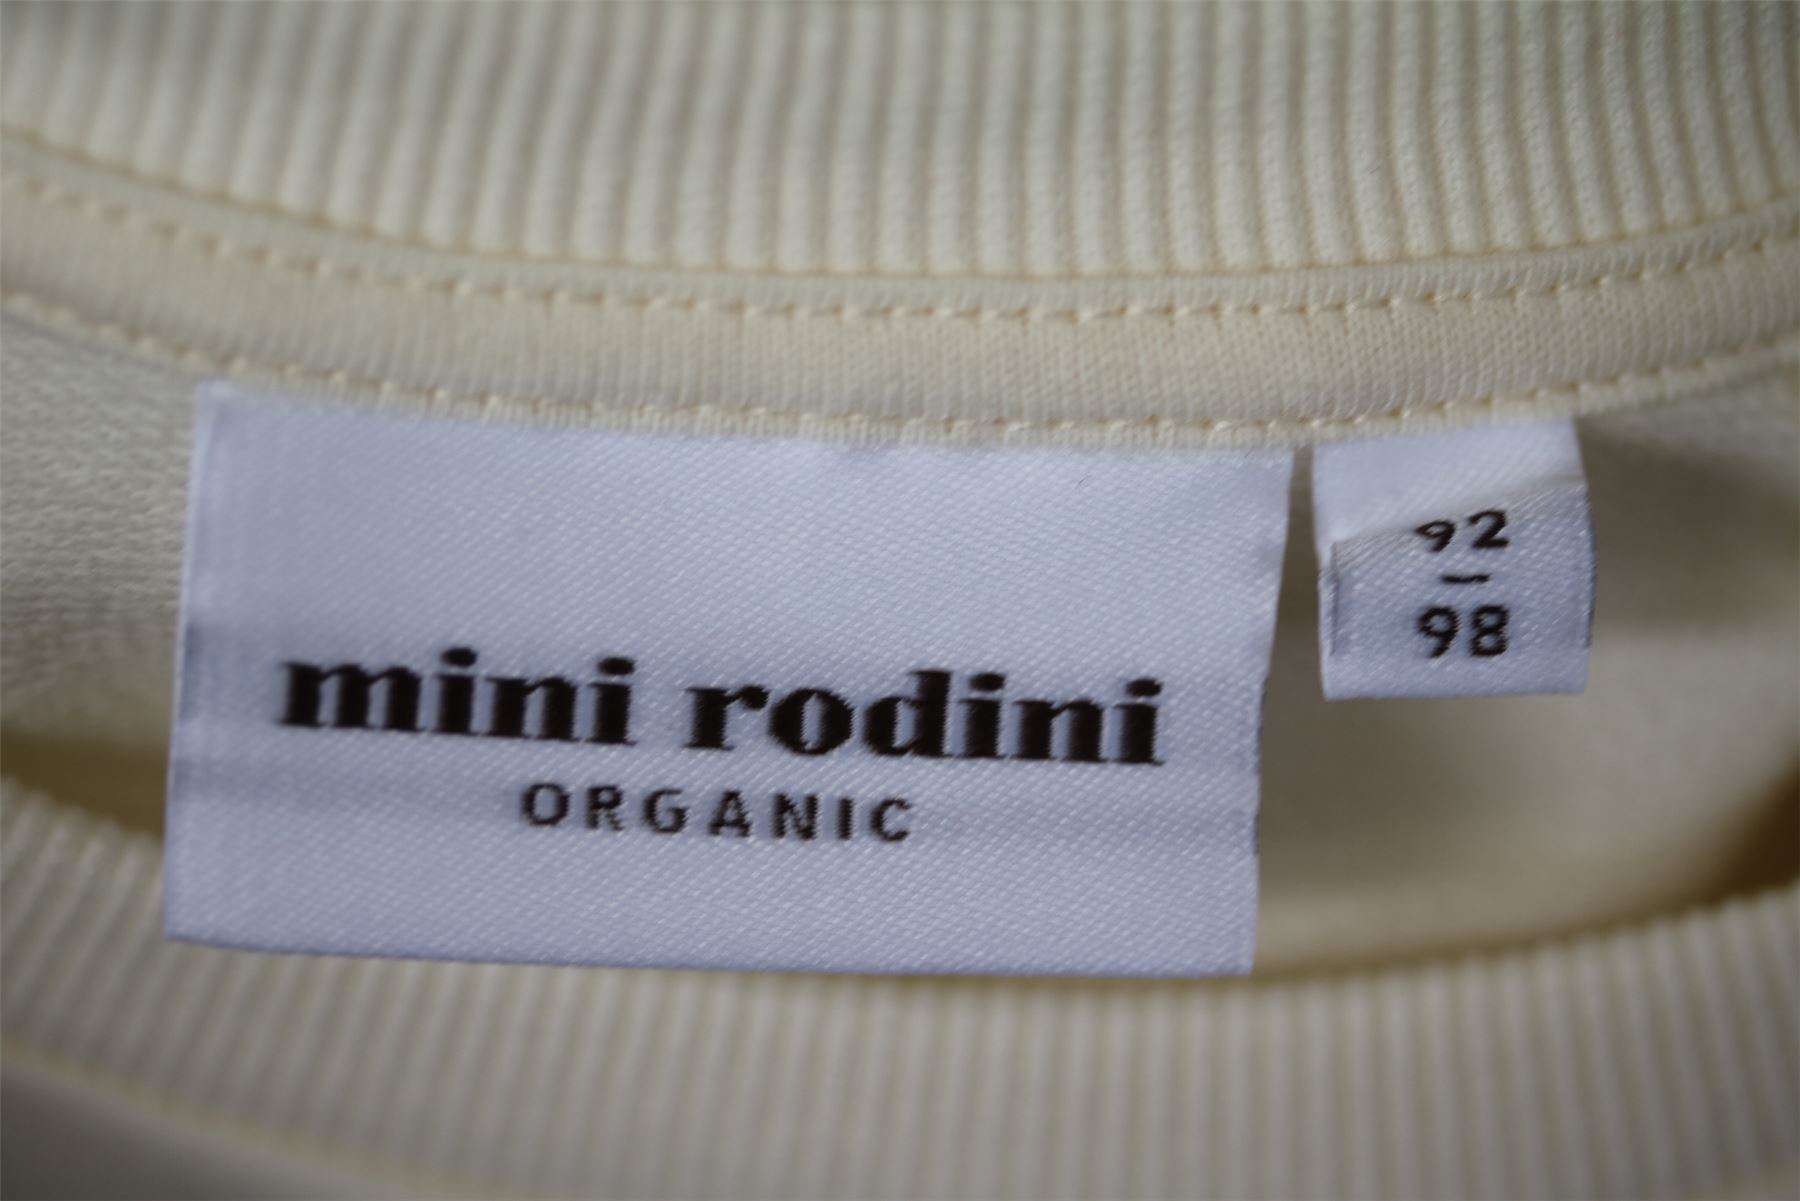 mini rodini
ORGANIC
92
—
98